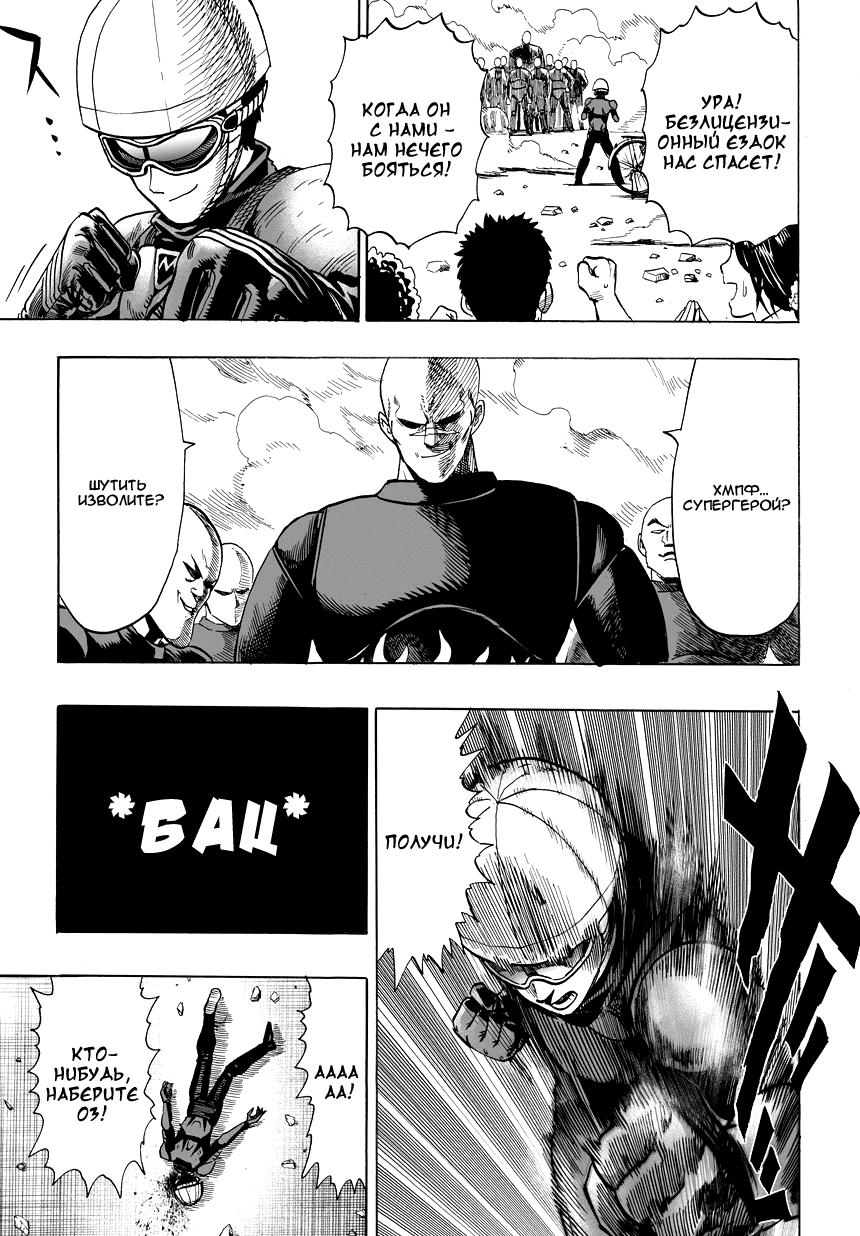 УРА!
БЕЗЛИЦЕНЗИ-
ОННЫЙ ЕЗДОК
НАС СПАСЕТ!
КОГДА ОН
С НАМИ -
НАМ НЕЧЕГО
БОЯТЬСЯ!
ス
ХМПФ...
СУПЕРГЕРОЙ?
ШУТИТЬ
ИЗВОЛИТЕ?
ПОЛУЧИ!
*БАЦ*
АААА
АА!
КТО-
НИБУДЬ,
НАБЕРИТЕ
03!